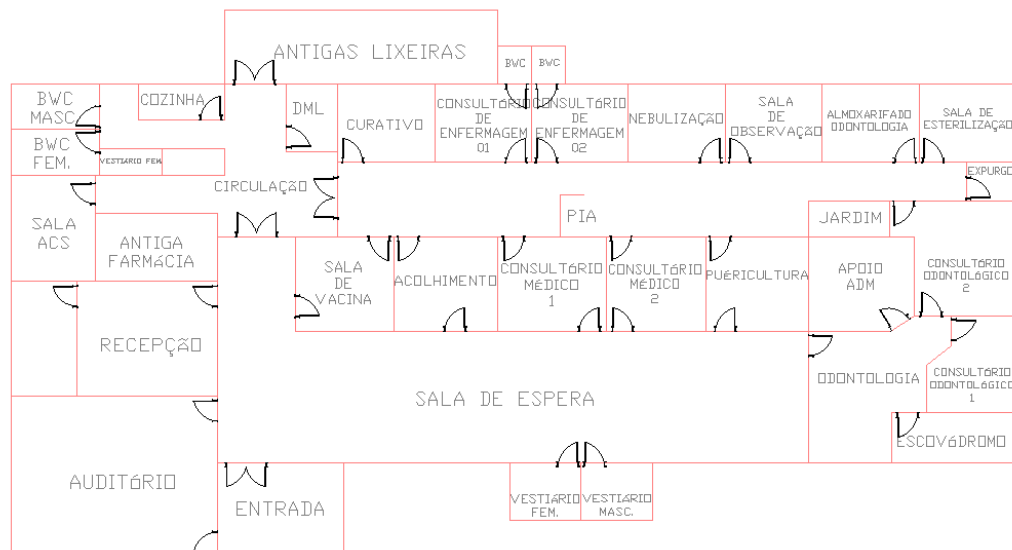 ANTIGAS LIXEIRAS
BWC
BWC
BWC
MASC.
COZINHA
DML
CURATIVO
CONSULTÓRIO
DE
ENFERMAGEM
01
CONSULTÓRIO
DE
ENFERMAGEM
02
NEBULIZAÇÃO
SALA
DE
OBSERVAÇÃO
ALMOXARIFADO
ODONTOLOGIA
SALA DE
ESTERILIZAÇÃO
BWC
FEM.
VESTIÁRIO FEM.
CIRCULAÇÃO
EXPURGO
SALA
ACS
ANTIGA
FARMÁCIA
PIA
JARDIM
SALA
DE
VACINA
ACOLHIMENTO
CONSULTÓRIO
MÉDICO
1
CONSULTÓRIO
MÉDICO
2
PUÉRICULTURA
APOIO
ADM
CONSULTÓRIO
ODONTOLÓGICO
2
RECEPÇÃO
ODONTOLOGIA
CONSULTÓRIO
ODONTOLÓGICO
1
SALA DE ESPERA
ESCOVÁDROMO
AUDITÓRIO
ENTRADA
VESTIÁRIO
FEM.
VESTIÁRIO
MASC.